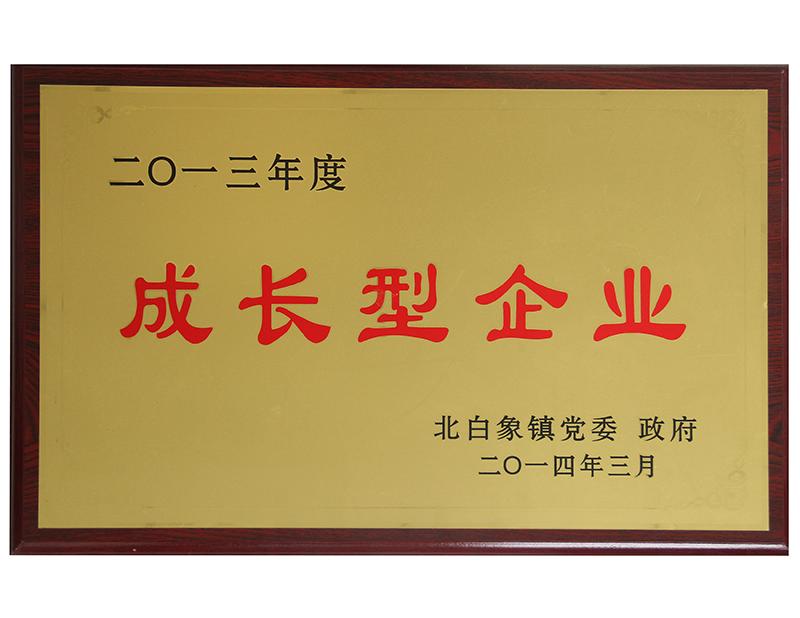 二〇一三年度
成长型企业
北白象镇党委 政府
二〇一四年三月